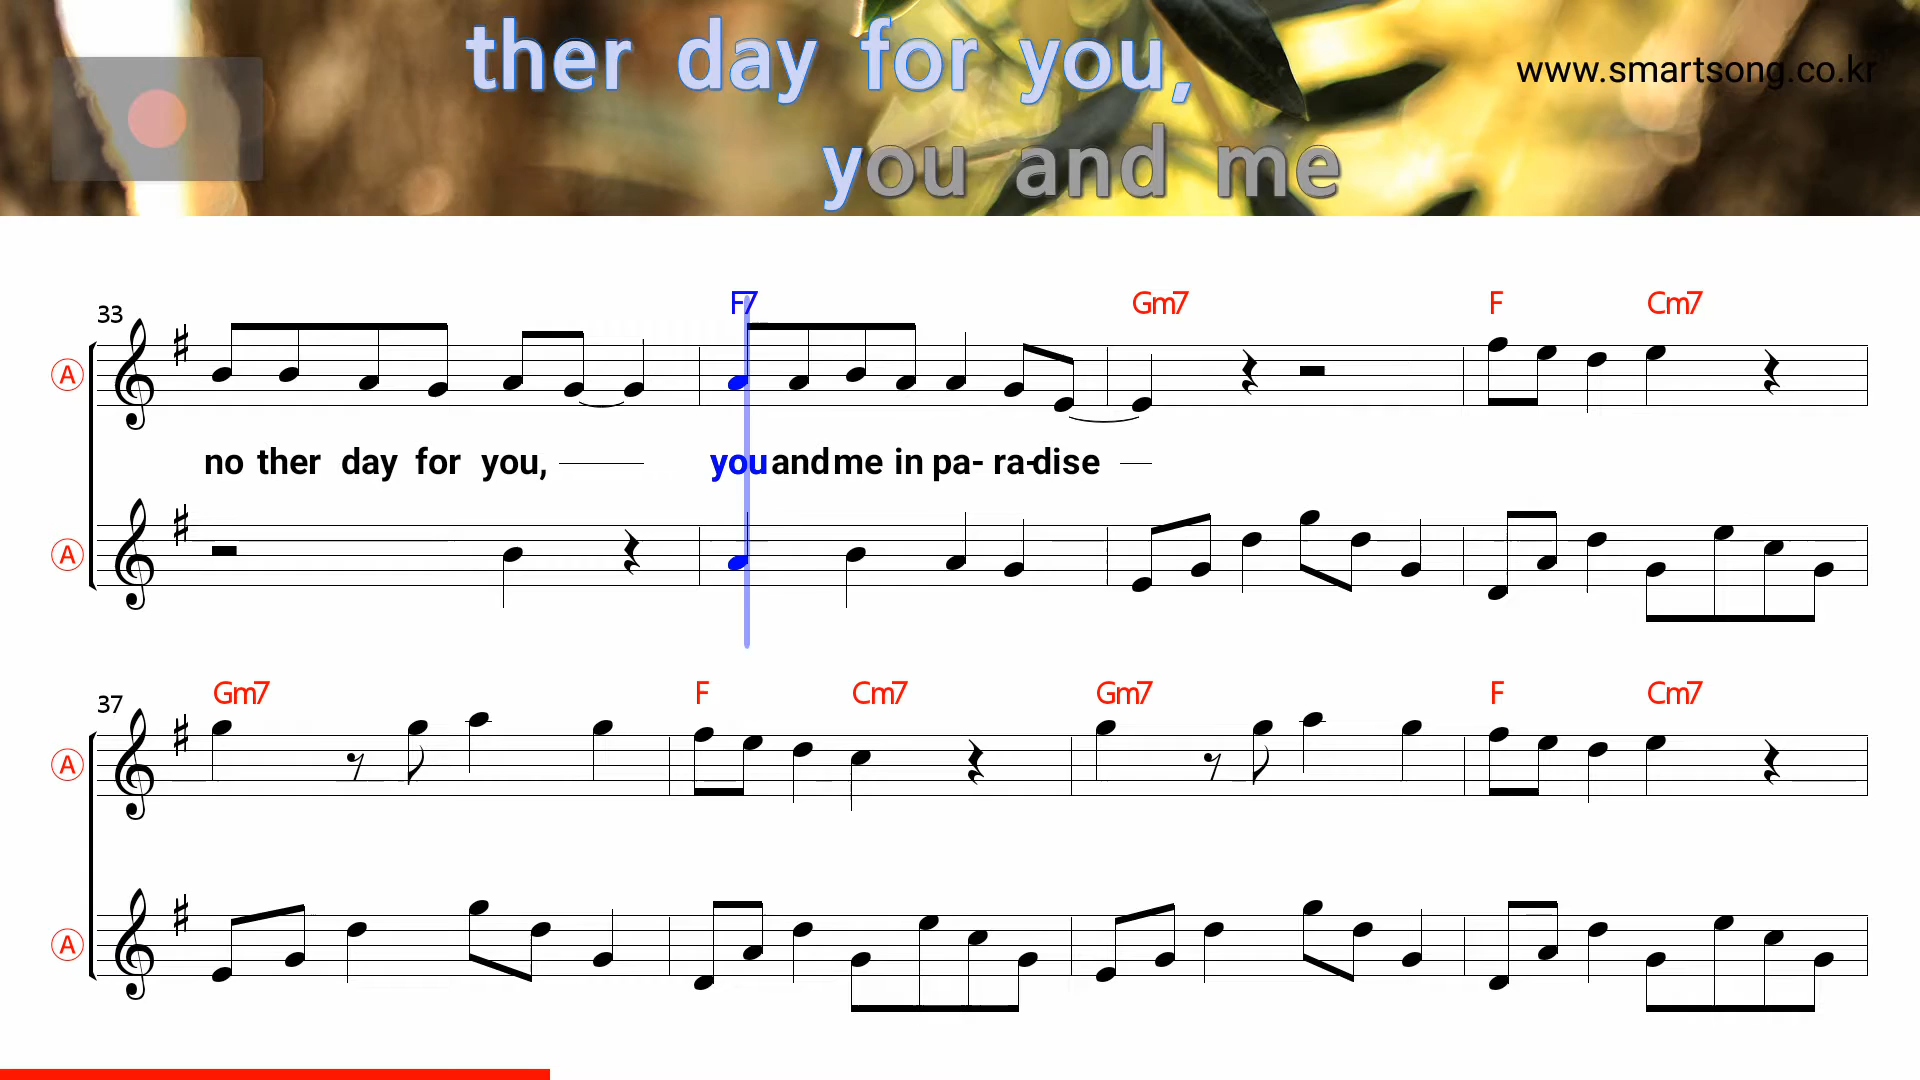 ther day for you,
www.smartsong.co.kr
you and me
33
F7 Gm7 F Cm7
A
no ther day for you, you and me in pa- ra-dise
A
37
Gm7 F Cm7 Gm7 F Cm7
A
A